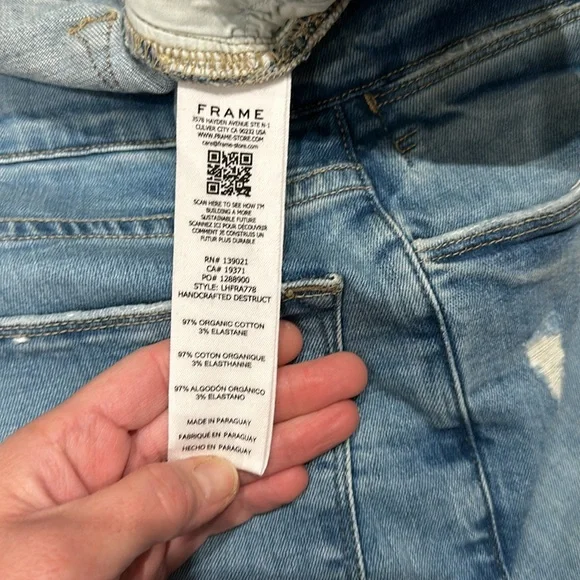 FRAME
3578 HAYDEN AVENUE STE N-1
CULVER CITY CA 90232 USA
WWW.FRAME-STORE.COM
care@frame-store.com
SCAN HERE TO SEE HOW I'M
BUILDING A MORE
SUSTAINABLE FUTURE
SCANNEZ ICI POUR DÉCOUVRIR
COMMENT JE CONSTRUIS UN
FUTUR PLUS DURABLE
RN# 139021
CA# 19371
PO# 1288900
STYLE: LHFRA778
HANDCRAFTED DESTRUCT
97% ORGANIC COTTON
3% ELASTANE
97% COTON ORGANIQUE
3% ELASTHANNE
97% ALGODÓN ORGÁNICO
3% ELASTANO
MADE IN PARAGUAY
FABRIQUÉ EN PARAGUAY
HECHO EN PARAGUAY